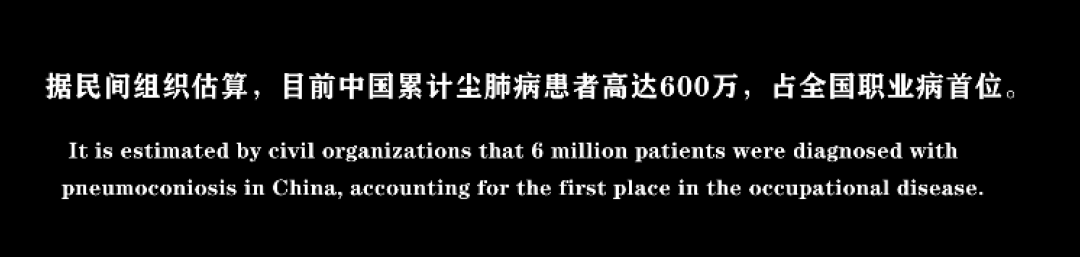 据民间组织估算，目前中国累计尘肺病患者高达600万，占全国职业病首位。
It is estimated by civil organizations that 6 million patients were diagnosed with
pneumoconiosis in China, accounting for the first place in the occupational disease.